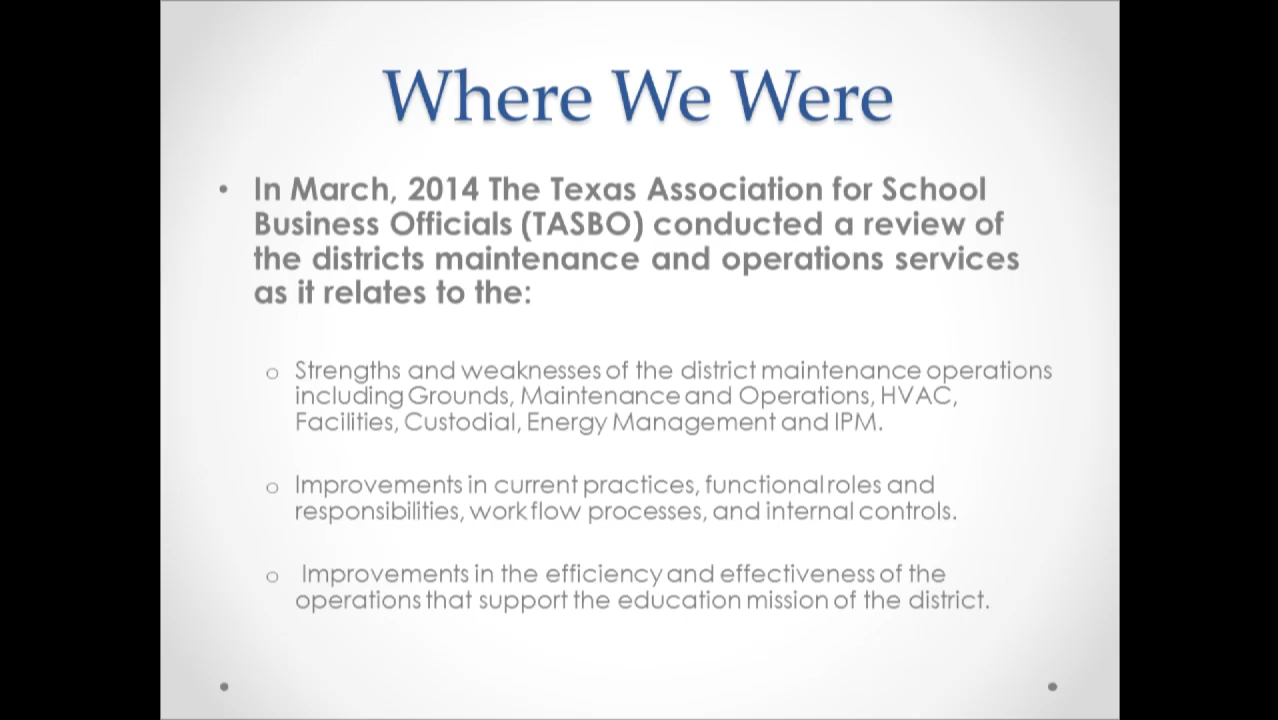 Where We Were
• In March, 2014 The Texas Association for School
Business Officials (TASBO) conducted a review of
the districts maintenance and operations services
as it relates to the:
o Strengths and weaknesses of the district maintenance operations
including Grounds, Maintenance and Operations, HVAC,
Facilities, Custodial, Energy Management and IPM.
o Improvements in current practices, functional roles and
responsibilities, work flow processes, and internal controls.
o Improvements in the efficiency and effectiveness of the
operations that support the education mission of the district.